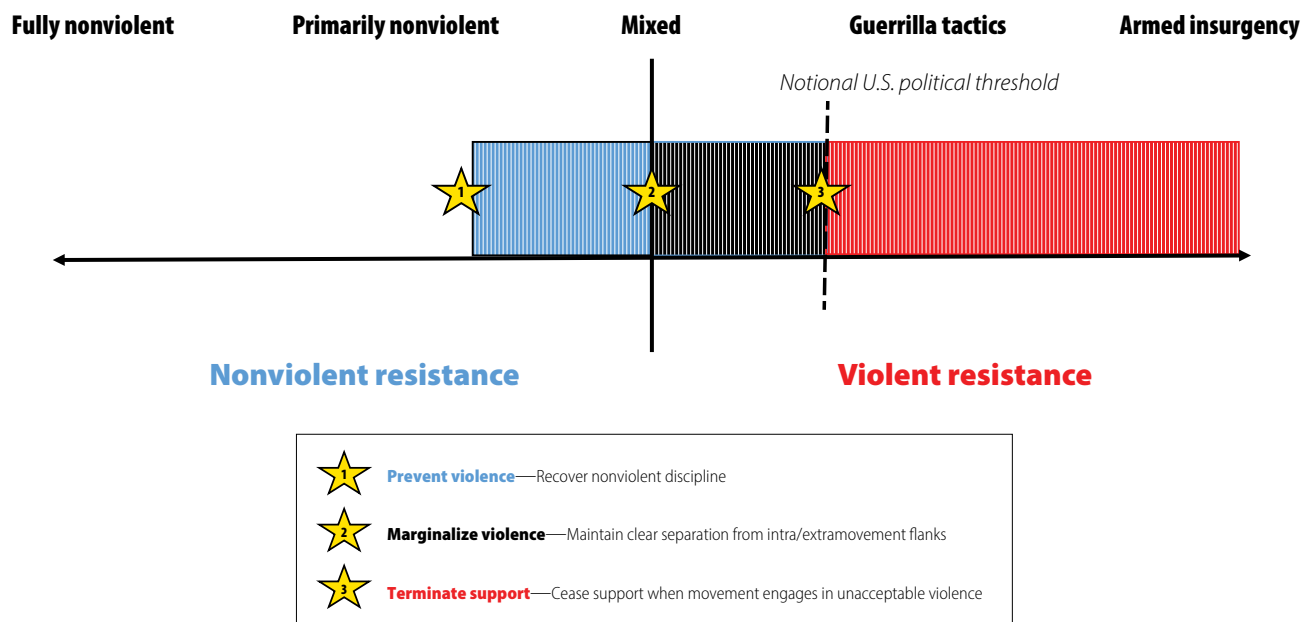 Fully nonviolent Primarily nonviolent Mixed Guerrilla tactics Armed insurgency
Notional U.S. political threshold
1 2 3
Nonviolent resistance Violent resistance
1 Prevent violence—Recover nonviolent discipline
2 Marginalize violence—Maintain clear separation from intra/extramovement flanks
3 Terminate support—Cease support when movement engages in unacceptable violence